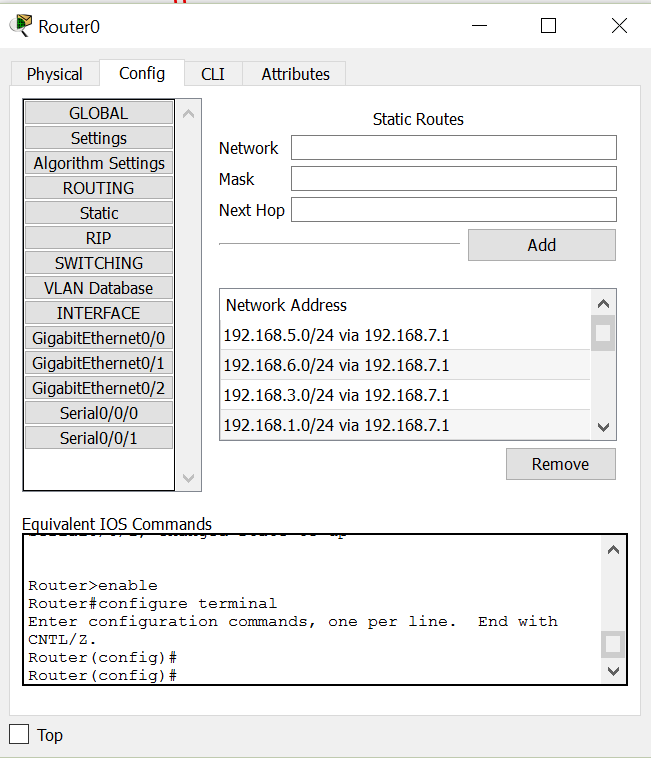 Router0
Physical
Config
CLI
Attributes
GLOBAL
Settings
Algorithm Settings
ROUTING
Static
RIP
SWITCHING
VLAN Database
INTERFACE
GigabitEthernet0/0
GigabitEthernet0/1
GigabitEthernet0/2
Serial0/0/0
Serial0/0/1
Static Routes
Network
Mask
Next Hop
Add
Network Address
192.168.5.0/24 via 192.168.7.1
192.168.6.0/24 via 192.168.7.1
192.168.3.0/24 via 192.168.7.1
192.168.1.0/24 via 192.168.7.1
Remove
Equivalent IOS Commands
Router>enable
Router#configure terminal
Enter configuration commands, one per line.  End with
CNTL/Z.
Router(config)#
Router(config)#
Top